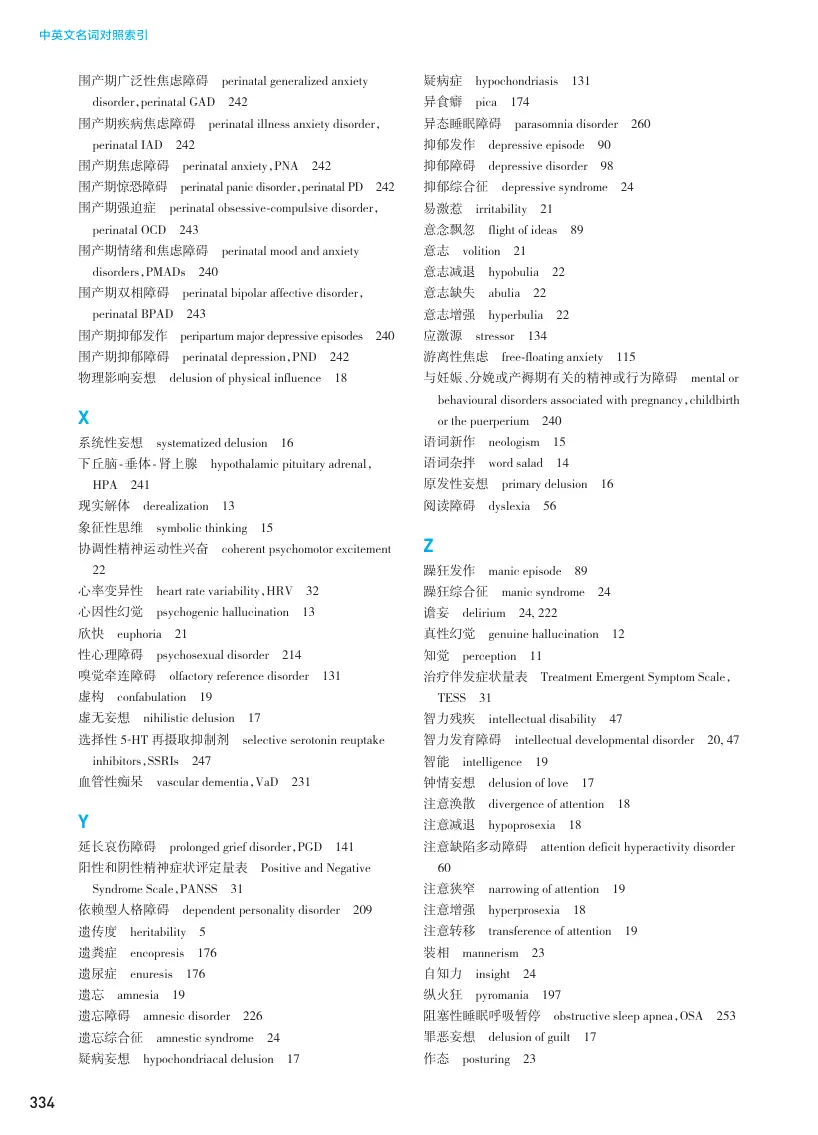 中英文名词对照索引
围产期广泛性焦虑障碍 perinatal generalized anxiety
disorder,perinatal GAD 242
围产期疾病焦虑障碍 perinatal illness anxiety disorder,
perinatal IAD 242
围产期焦虑障碍 perinatal anxiety,PNA 242
围产期惊恐障碍 perinatal panic disorder,perinatal PD 242
围产期强迫症 perinatal obsessive-compulsive disorder,
perinatal OCD 243
围产期情绪和焦虑障碍 perinatal mood and anxiety
disorders,PMADs 240
围产期双相障碍 perinatal bipolar affective disorder,
perinatal BPAD 243
围产期抑郁发作 peripartum major depressive episodes 240
围产期抑郁障碍 perinatal depression,PND 242
物理影响妄想 delusion of physical influence 18
X
系统性妄想 systematized delusion 16
下丘脑-垂体-肾上腺 hypothalamic pituitary adrenal,
HPA 241
现实解体 derealization 13
象征性思维 symbolic thinking 15
协调性精神运动性兴奋 coherent psychomotor excitement
22
心率变异性 heart rate variability,HRV 32
心因性幻觉 psychogenic hallucination 13
欣快 euphoria 21
性心理障碍 psychosexual disorder 214
嗅觉牵连障碍 olfactory reference disorder 131
虚构 confabulation 19
虚无妄想 nihilistic delusion 17
选择性 5-HT 再摄取抑制剂 selective serotonin reuptake
inhibitors,SSRIs 247
血管性痴呆 vascular dementia,VaD 231
Y
延长哀伤障碍 prolonged grief disorder,PGD 141
阳性和阴性精神症状评定量表 Positive and Negative
Syndrome Scale,PANSS 31
依赖型人格障碍 dependent personality disorder 209
遗传度 heritability 5
遗粪症 encopresis 176
遗尿症 enuresis 176
遗忘 amnesia 19
遗忘障碍 amnesic disorder 226
遗忘综合征 amnestic syndrome 24
疑病妄想 hypochondriacal delusion 17
疑病症 hypochondriasis 131
异食癖 pica 174
异态睡眠障碍 parasomnia disorder 260
抑郁发作 depressive episode 90
抑郁障碍 depressive disorder 98
抑郁综合征 depressive syndrome 24
易激惹 irritability 21
意念飘忽 flight of ideas 89
意志 volition 21
意志减退 hypobulia 22
意志缺失 abulia 22
意志增强 hyperbulia 22
应激源 stressor 134
游离性焦虑 free-floating anxiety 115
与妊娠、分娩或产褥期有关的精神或行为障碍 mental or
behavioural disorders associated with pregnancy,childbirth
or the puerperium 240
语词新作 neologism 15
语词杂拌 word salad 14
原发性妄想 primary delusion 16
阅读障碍 dyslexia 56
Z
躁狂发作 manic episode 89
躁狂综合征 manic syndrome 24
谵妄 delirium 24, 222
真性幻觉 genuine hallucination 12
知觉 perception 11
治疗伴发症状量表 Treatment Emergent Symptom Scale,
TESS 31
智力残疾 intellectual disability 47
智力发育障碍 intellectual developmental disorder 20, 47
智能 intelligence 19
钟情妄想 delusion of love 17
注意涣散 divergence of attention 18
注意减退 hypoprosexia 18
注意缺陷多动障碍 attention deficit hyperactivity disorder
60
注意狭窄 narrowing of attention 19
注意增强 hyperprosexia 18
注意转移 transference of attention 19
装相 mannerism 23
自知力 insight 24
纵火狂 pyromania 197
阻塞性睡眠呼吸暂停 obstructive sleep apnea,OSA 253
罪恶妄想 delusion of guilt 17
作态 posturing 23
334